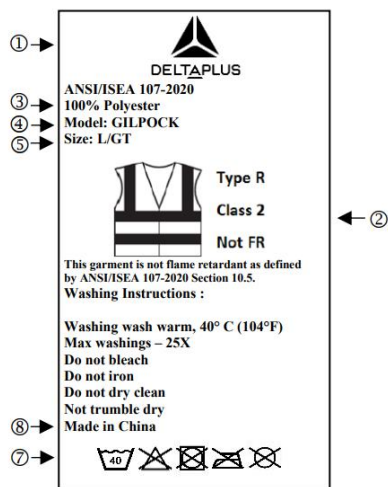 ①
DELTAPLUS
ANSI/ISEA 107-2020
③ 100% Polyester
④ Model: GILPOCK
⑤ Size: L/GT
Type R
Class 2
②
Not FR
This garment is not flame retardant as defined
by ANSI/ISEA 107-2020 Section 10.5.
Washing Instructions :
Washing wash warm, 40° C (104°F)
Max washings – 25X
Do not bleach
Do not iron
Do not dry clean
Not trumble dry
⑧ Made in China
⑦ 40